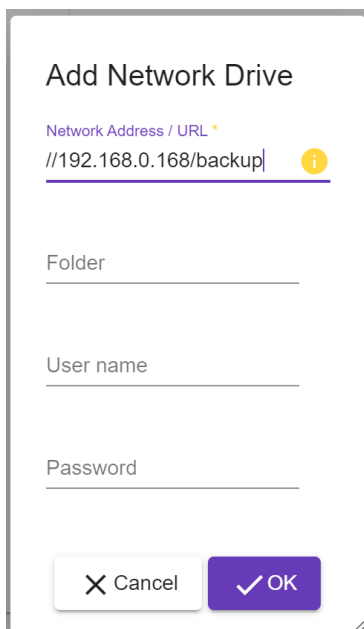 Add Network Drive
Network Address / URL *
//192.168.0.168/backup
i
Folder
User name
Password
Cancel
OK